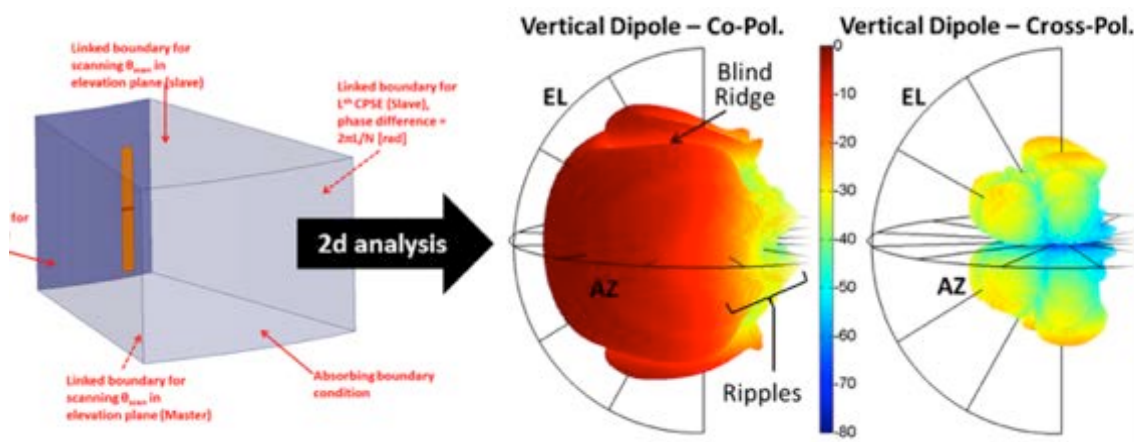 Linked boundary for
scanning θscan in
elevation plane (slave)
Linked boundary for
Lth CPSE (Slave),
phase difference =
2πL/N [rad]
for
Linked boundary for
scanning θscan in
elevation plane (Master)
Absorbing boundary
condition
2d analysis
Vertical Dipole – Co-Pol.
EL
Blind
Ridge
AZ
Ripples
0
-10
-20
-30
-40
-50
-60
-70
-80
Vertical Dipole – Cross-Pol.
EL
AZ